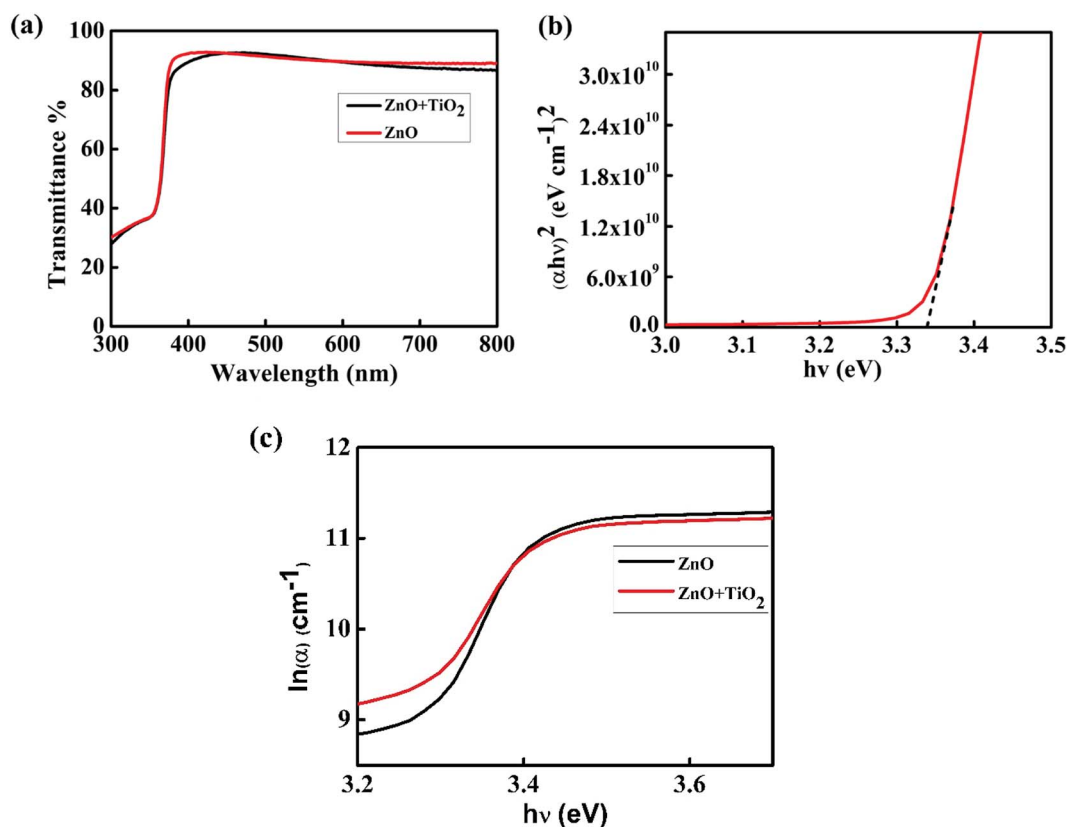 (a)
100
80
60
40
20
0
Transmittance %
ZnO+TiO2
ZnO
300 400 500 600 700 800
Wavelength (nm)
(b)
3.0x10^10
2.4x10^10
1.8x10^10
1.2x10^10
6.0x10^9
0.0
(αhν)^2 (eV cm^-1)^2
3.0 3.1 3.2 3.3 3.4 3.5
hν (eV)
(c)
12
11
10
9
ln(α) (cm^-1)
ZnO
ZnO+TiO2
3.2 3.4 3.6
hν (eV)